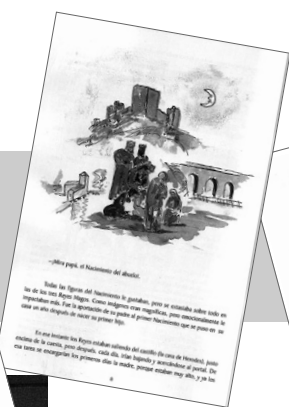 –¡Mira papá, el Nacimiento del abuelo!.
Todas las figuras del Nacimiento le gustaban, pero se extasiaba sobre todo en
las de los tres Reyes Magos. Como imágenes eran magníficas, pero emocionalmente le
impactaban más. Fue la aportación de su padre al primer Nacimiento que se puso en su
casa un año después de nacer su primer hijo.
En ese instante los Reyes estaban saliendo del castillo (la casa de Herodes), justo
encima de la cuesta, pero después, cada día, irían bajando y acercándose al portal. De
esa tarea se encargarían los primeros días la madre, porque estaban muy alto, y ya los